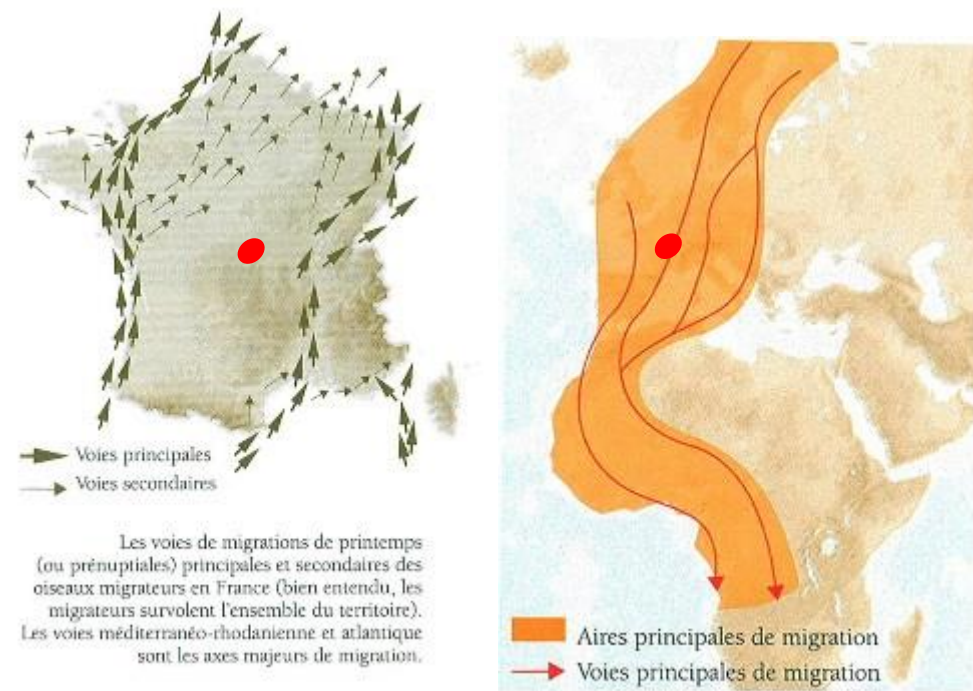 Voies principales
Voies secondaires
Les voies de migrations de printemps
(ou prénuptiales) principales et secondaires des
oiseaux migrateurs en France (bien entendu, les
migrateurs survolent l'ensemble du territoire).
Les voies méditerranéo-rhodanienne et atlantique
sont les axes majeurs de migration.
Aires principales de migration
Voies principales de migration